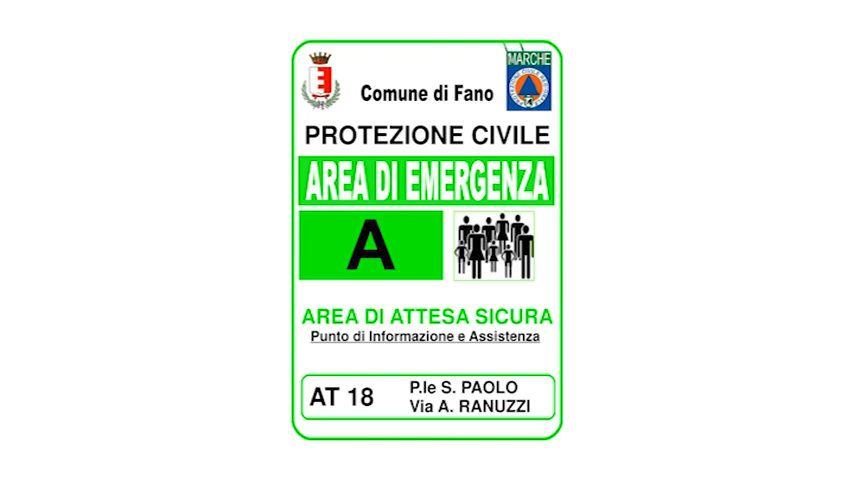 MARCHE
Comune di Fano
PROTEZIONE CIVILE
AREA DI EMERGENZA
A
AREA DI ATTESA SICURA
Punto di Informazione e Assistenza
AT 18
P.le S. PAOLO
Via A. RANUZZI